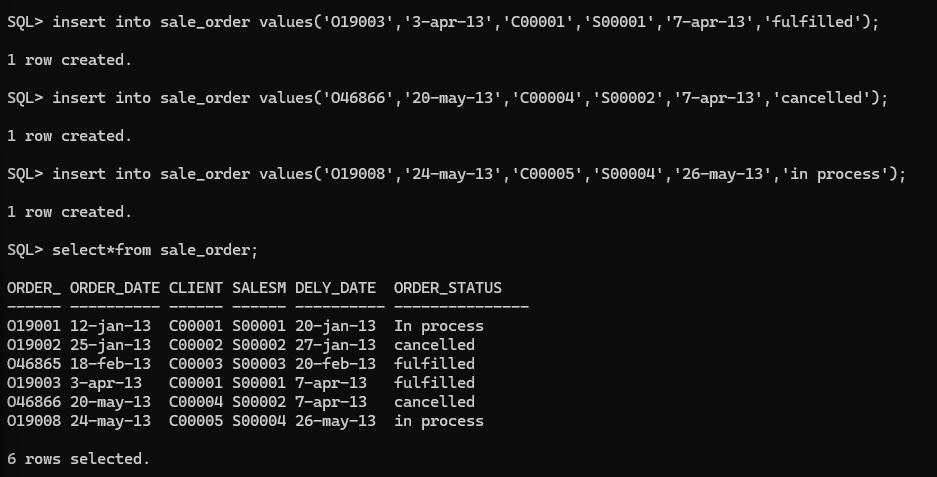 SQL> insert into sale_order values('O19003','3-apr-13','C00001','S00001','7-apr-13','fulfilled');
1 row created.
SQL> insert into sale_order values('O46866','20-may-13','C00004','S00002','7-apr-13','cancelled');
1 row created.
SQL> insert into sale_order values('O19008','24-may-13','C00005','S00004','26-may-13','in process');
1 row created.
SQL> select*from sale_order;
ORDER_ ORDER_DATE CLIENT SALESM DELY_DATE  ORDER_STATUS
------ ---------- ------ ------ ---------- ---------------
O19001 12-jan-13  C00001 S00001 20-jan-13  In process
O19002 25-jan-13  C00002 S00002 27-jan-13  cancelled
O46865 18-feb-13  C00003 S00003 20-feb-13  fulfilled
O19003 3-apr-13   C00001 S00001 7-apr-13   fulfilled
O46866 20-may-13  C00004 S00002 7-apr-13   cancelled
O19008 24-may-13  C00005 S00004 26-may-13  in process
6 rows selected.